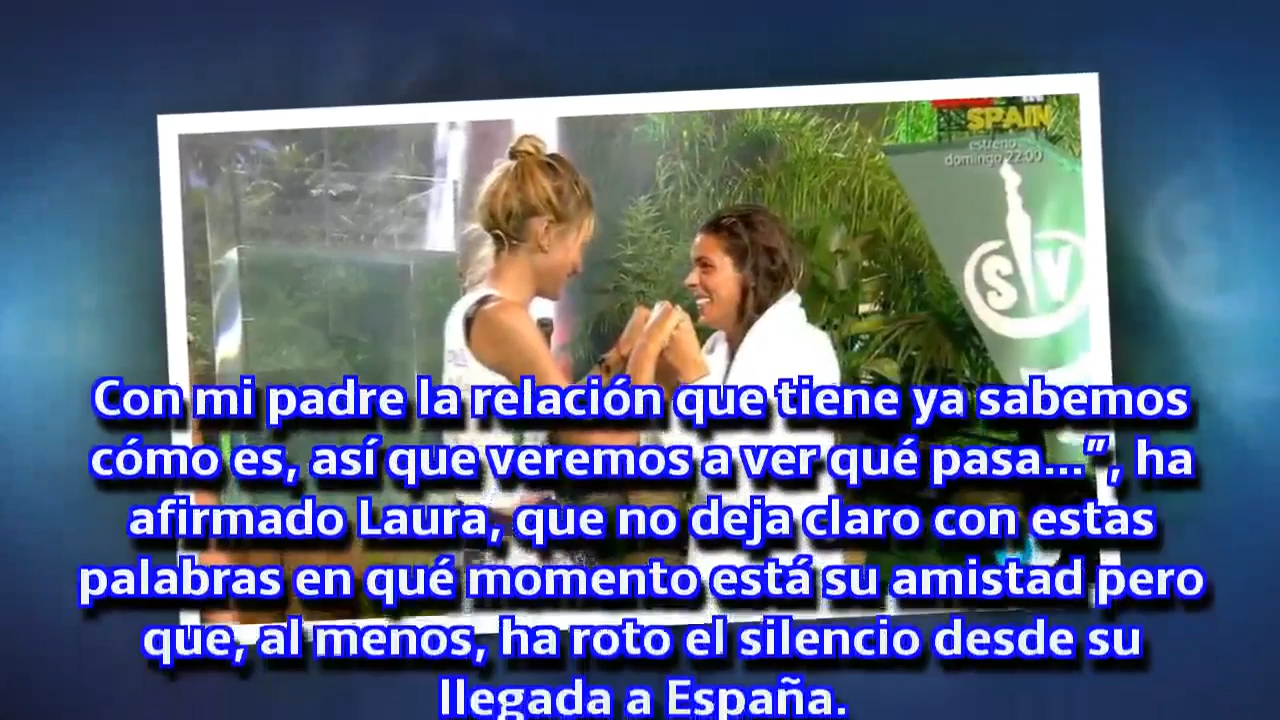 IN
SPAIN
estreno
domingo 22:00
S V
Con mi padre la relación que tiene ya sabemos
cómo es, así que veremos a ver qué pasa...”, ha
afirmado Laura, que no deja claro con estas
palabras en qué momento está su amistad pero
que, al menos, ha roto el silencio desde su
llegada a España.